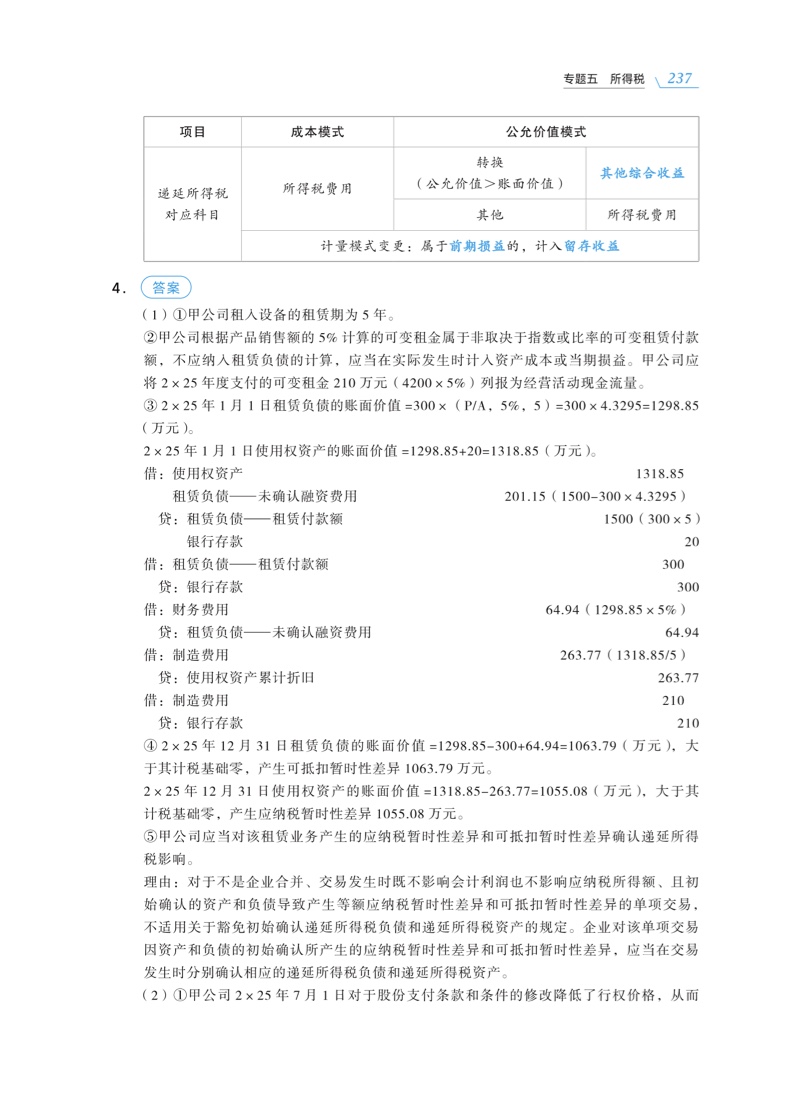 专题五 所得税 237
项目 成本模式 公允价值模式
递延所得税
对应科目
所得税费用
转换
（公允价值＞账面价值）
其他综合收益
其他 所得税费用
计量模式变更：属于前期损益的，计入留存收益
4. 答案
（1）①甲公司租入设备的租赁期为 5 年。
②甲公司根据产品销售额的 5% 计算的可变租金属于非取决于指数或比率的可变租赁付款
额，不应纳入租赁负债的计算，应当在实际发生时计入资产成本或当期损益。甲公司应
将 2×25 年度支付的可变租金 210 万元（4200×5%）列报为经营活动现金流量。
③ 2×25 年 1 月 1 日租赁负债的账面价值 =300×（P/A，5%，5）=300×4.3295=1298.85
（万元）。
2×25 年 1 月 1 日使用权资产的账面价值 =1298.85+20=1318.85（万元）。
借：使用权资产 1318.85
租赁负债——未确认融资费用 201.15（1500−300×4.3295）
贷：租赁负债——租赁付款额 1500（300×5）
银行存款 20
借：租赁负债——租赁付款额 300
贷：银行存款 300
借：财务费用 64.94（1298.85×5%）
贷：租赁负债——未确认融资费用 64.94
借：制造费用 263.77（1318.85/5）
贷：使用权资产累计折旧 263.77
借：制造费用 210
贷：银行存款 210
④ 2×25 年 12 月 31 日租赁负债的账面价值 =1298.85−300+64.94=1063.79（万元），大
于其计税基础零，产生可抵扣暂时性差异 1063.79 万元。
2×25 年 12 月 31 日使用权资产的账面价值 =1318.85−263.77=1055.08（万元），大于其
计税基础零，产生应纳税暂时性差异 1055.08 万元。
⑤甲公司应当对该租赁业务产生的应纳税暂时性差异和可抵扣暂时性差异确认递延所得
税影响。
理由：对于不是企业合并、交易发生时既不影响会计利润也不影响应纳税所得额、且初
始确认的资产和负债导致产生等额应纳税暂时性差异和可抵扣暂时性差异的单项交易，
不适用关于豁免初始确认递延所得税负债和递延所得税资产的规定。企业对该单项交易
因资产和负债的初始确认所产生的应纳税暂时性差异和可抵扣暂时性差异，应当在交易
发生时分别确认相应的递延所得税负债和递延所得税资产。
（2）①甲公司 2×25 年 7 月 1 日对于股份支付条款和条件的修改降低了行权价格，从而